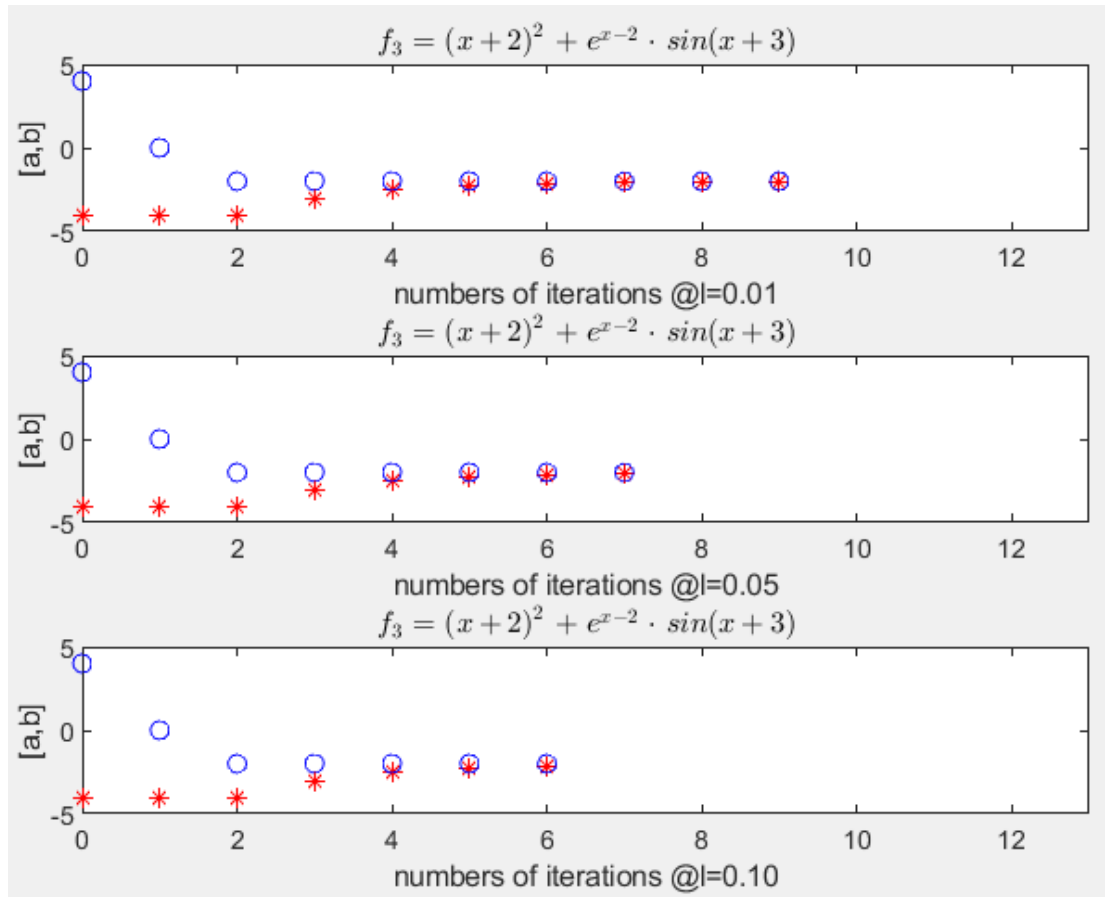 f_3 = (x + 2)^2 + e^{x-2} · sin(x + 3)
5
0
-5
[a,b]
0 2 4 6 8 10 12
numbers of iterations @l=0.01
f_3 = (x + 2)^2 + e^{x-2} · sin(x + 3)
5
0
-5
[a,b]
0 2 4 6 8 10 12
numbers of iterations @l=0.05
f_3 = (x + 2)^2 + e^{x-2} · sin(x + 3)
5
0
-5
[a,b]
0 2 4 6 8 10 12
numbers of iterations @l=0.10